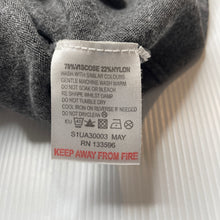 78%VISCOSE 22%NYLON
WASH WITH SIMILAR COLOURS
GENTLE MACHINE WASH WARM
DO NOT SOAK OR BLEACH
RE SHAPE WHILST DAMP
DO NOT TUMBLE DRY
COOL IRON ON REVERSE IF NEEDED
DO NOT DRYCLEAN
S1UA30003 MAY
RN 133596
KEEP AWAY FROM FIRE